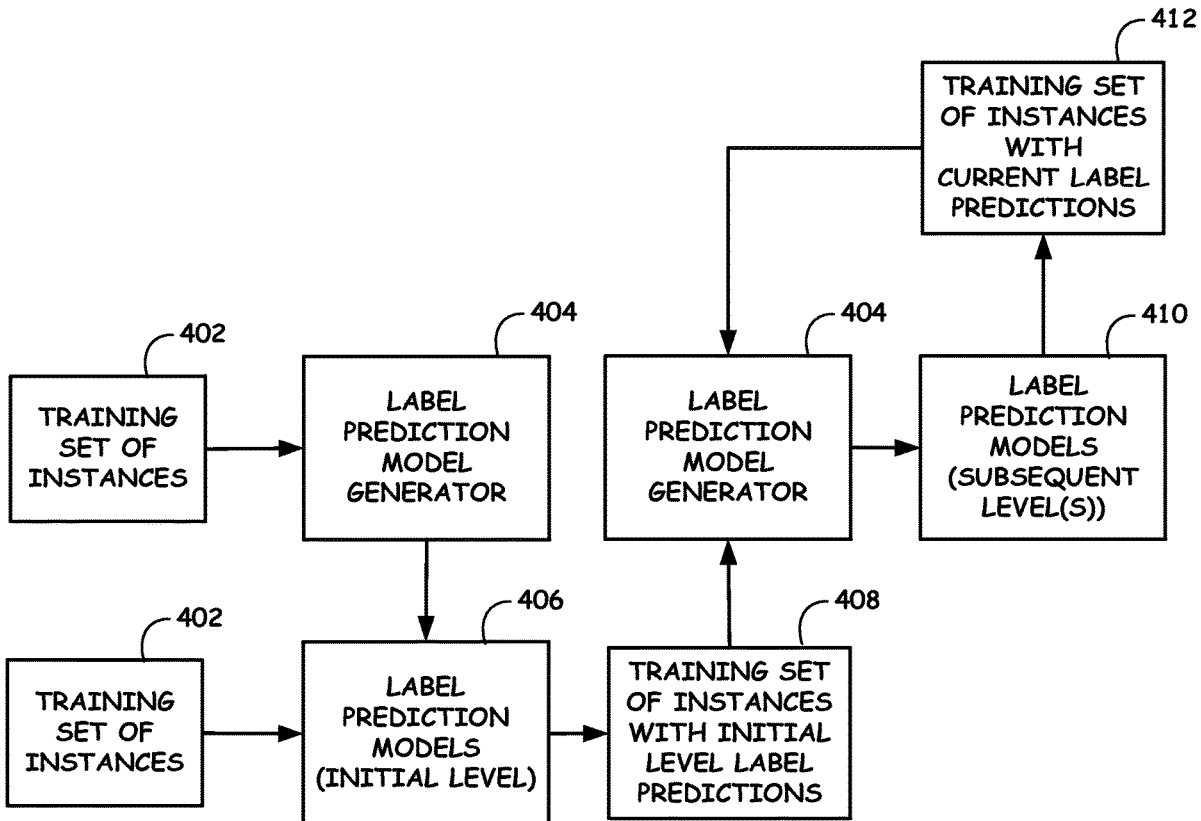 412
TRAINING SET
OF INSTANCES
WITH
CURRENT LABEL
PREDICTIONS
402
TRAINING
SET OF
INSTANCES
404
LABEL
PREDICTION
MODEL
GENERATOR
404
LABEL
PREDICTION
MODEL
GENERATOR
410
LABEL
PREDICTION
MODELS
(SUBSEQUENT
LEVEL(S))
402
TRAINING
SET OF
INSTANCES
406
LABEL
PREDICTION
MODELS
(INITIAL LEVEL)
408
TRAINING SET
OF INSTANCES
WITH INITIAL
LEVEL LABEL
PREDICTIONS